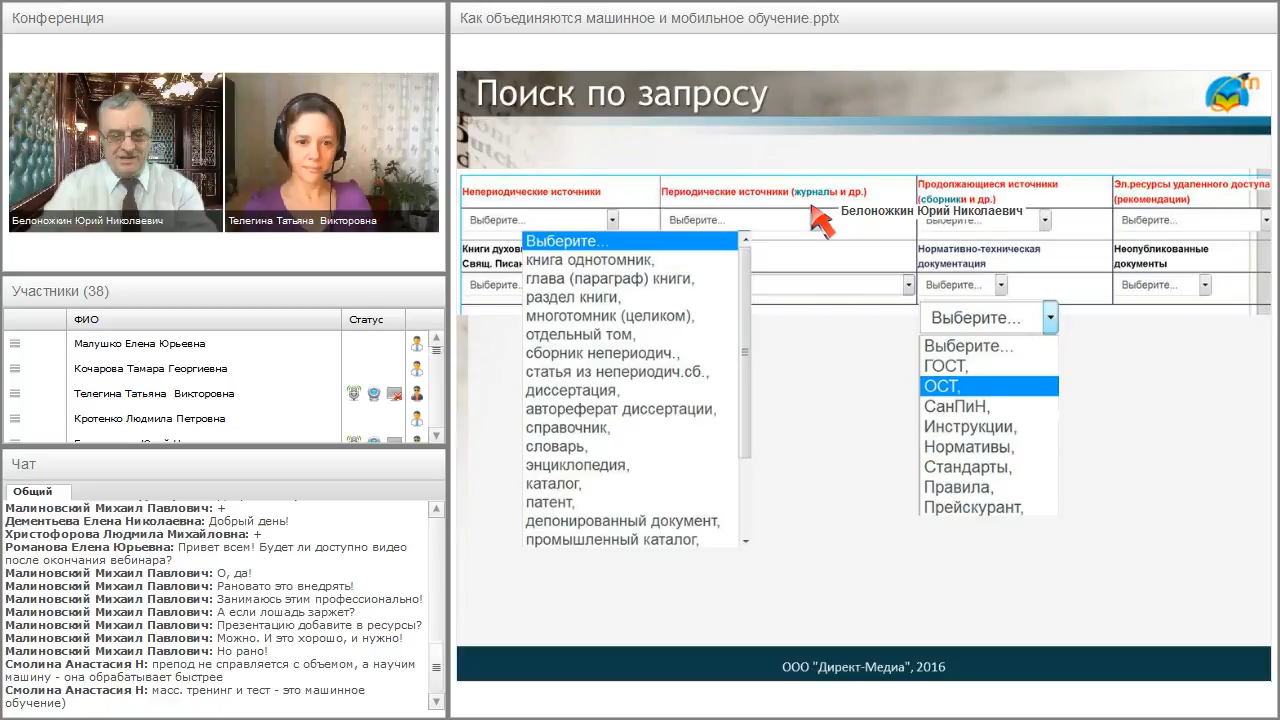 Конференция
Белоножкин Юрий Николаевич
Телегина Татьяна Викторовна
Участники (38)
ФИО
Статус
Малушко Елена Юрьевна
Кочарова Тамара Георгиевна
Телегина Татьяна Викторовна
Кротенко Людмила Петровна
Чат
Общий
Малиновский Михаил Павлович: +
Дементьева Елена Николаевна: Добрый день!
Христофорова Людмила Михайловна: +
Романова Елена Юрьевна: Привет всем! Будет ли доступно видео
после окончания вебинара?
Малиновский Михаил Павлович: О, да!
Малиновский Михаил Павлович: Рановато это внедрять!
Малиновский Михаил Павлович: Занимаюсь этим профессионально!
Малиновский Михаил Павлович: А если лошадь заржет?
Малиновский Михаил Павлович: Презентацию добавите в ресурсы?
Малиновский Михаил Павлович: Можно. И это хорошо, и нужно!
Малиновский Михаил Павлович: Но рано!
Смолина Анастасия Н: препод не справляется с объемом, а научим
машину - она обрабатывает быстрее
Смолина Анастасия Н: масс. тренинг и тест - это машинное
обучение)
Как объединяются машинное и мобильное обучение.pptx
Поиск по запросу
Непериодические источники
Периодические источники (журналы и др.)
Продолжающиеся источники
(сборники и др.)
Эл.ресурсы удаленного доступа
(рекомендации)
Выберите...
Выберите...
Белоножкин Юрий Николаевич
Выберите...
Выберите...
Книги духов
Свящ. Писан
Нормативно-техническая
документация
Неопубликованные
документы
Выберите...
Выберите...
Выберите...
Выберите...
книга однотомник,
глава (параграф) книги,
раздел книги,
многотомник (целиком),
отдельный том,
сборник непериодич.,
статья из непериодич.сб.,
диссертация,
автореферат диссертации,
справочник,
словарь,
энциклопедия,
каталог,
патент,
депонированный документ,
промышленный каталог,
Выберите...
Выберите...
ГОСТ,
ОСТ,
СанПиН,
Инструкции,
Нормативы,
Стандарты,
Правила,
Прейскурант,
ООО "Директ-Медиа", 2016